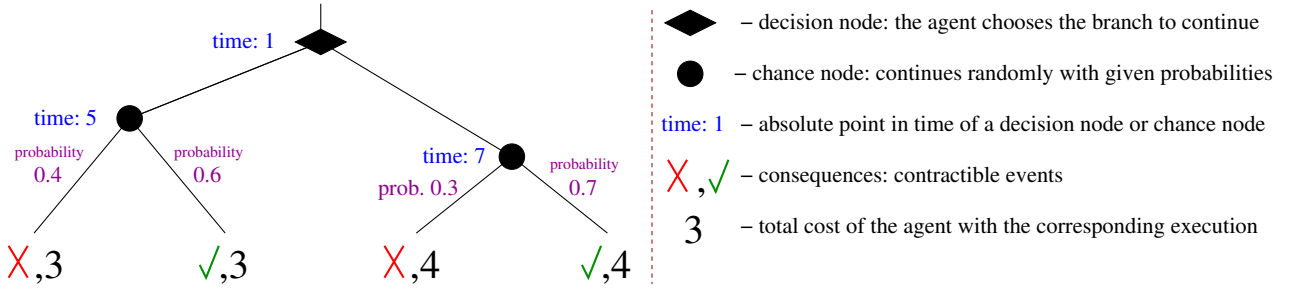 time: 1
time: 5
probability
0.4
probability
0.6
time: 7
prob. 0.3
probability
0.7
✗,3
✓,3
✗,4
✓,4
– decision node: the agent chooses the branch to continue
– chance node: continues randomly with given probabilities
time: 1 – absolute point in time of a decision node or chance node
✗,✓ – consequences: contractible events
3 – total cost of the agent with the corresponding execution